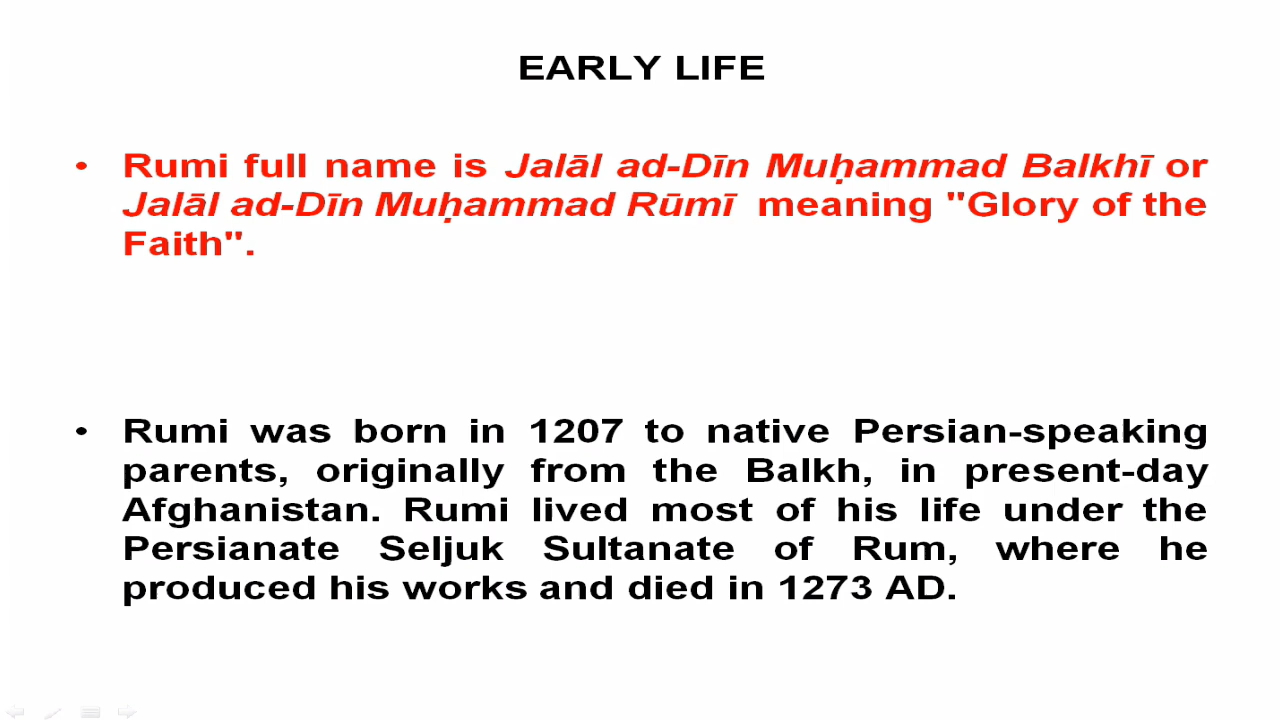 EARLY LIFE
• Rumi full name is Jalāl ad-Dīn Muḥammad Balkhī or
Jalāl ad-Dīn Muḥammad Rūmī meaning "Glory of the
Faith".
• Rumi was born in 1207 to native Persian-speaking
parents, originally from the Balkh, in present-day
Afghanistan. Rumi lived most of his life under the
Persianate Seljuk Sultanate of Rum, where he
produced his works and died in 1273 AD.